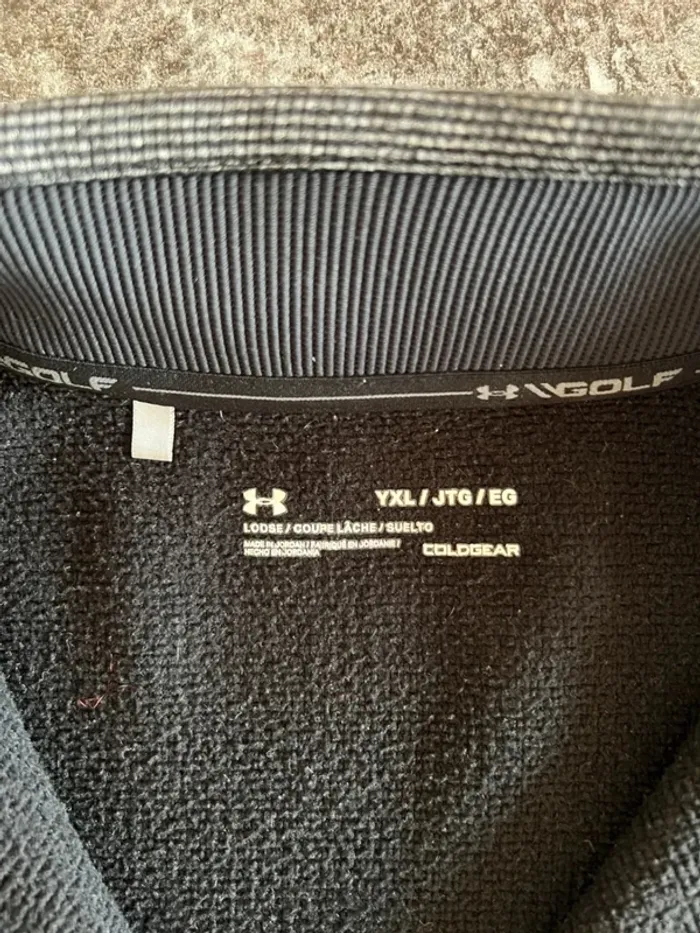 GOLF
\\GOLF
YXL / JTG / EG
LOOSE / COUPE LÂCHE / SUELTO
MADE IN JORDAN / FABRIQUÉ EN JORDANIE /
HECHO EN JORDANIA
COLDGEAR